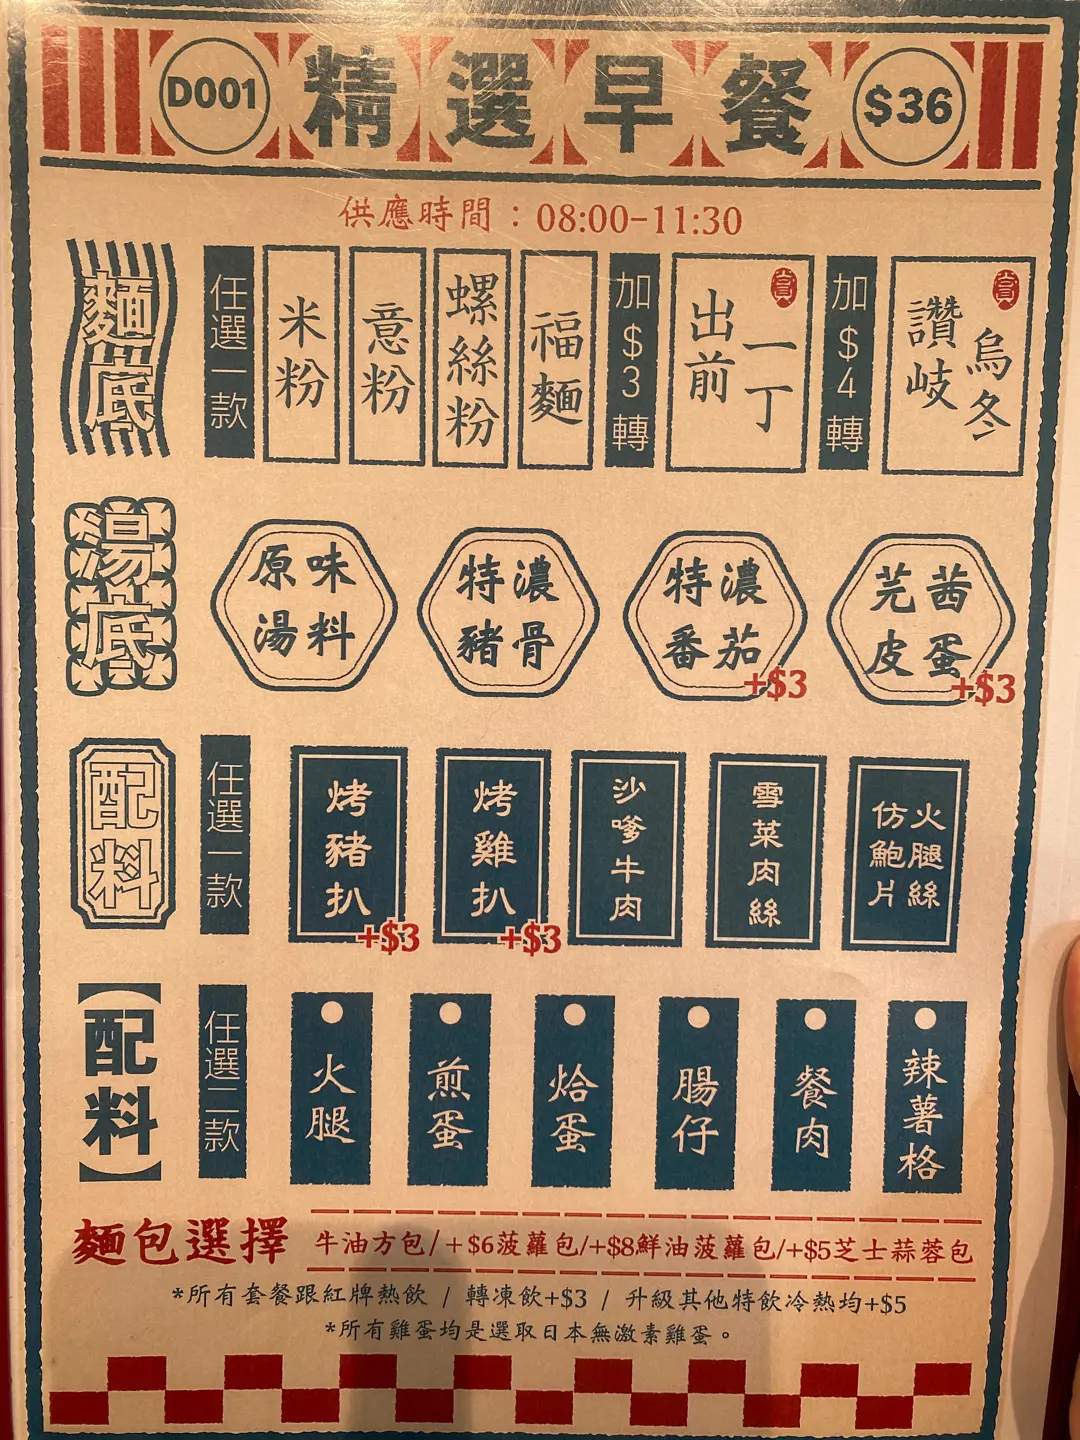 D001 精選早餐 $36
供應時間：08:00-11:30
麵底
任選一款
米粉
意粉
螺絲粉
福麵
加$3轉
出前一丁
加$4轉
讚岐烏冬
湯底
原味湯料
特濃豬骨
特濃番茄
+$3
芫茜皮蛋
+$3
配料
任選一款
烤豬扒
+$3
烤雞扒
+$3
沙嗲牛肉
雪菜肉絲
火腿絲
仿鮑片
【配料】
任選二款
火腿
煎蛋
烚蛋
腸仔
餐肉
辣薯格
麵包選擇
牛油方包/+$6菠蘿包/+$8鮮油菠蘿包/+$5芝士蒜蓉包
*所有套餐跟紅牌熱飲 / 轉凍飲+$3 / 升級其他特飲冷熱均+$5
*所有雞蛋均是選取日本無激素雞蛋。